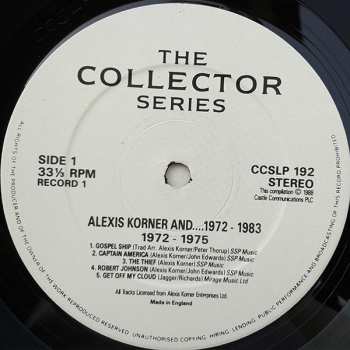 THE
COLLECTOR
SERIES
SIDE 1
33⅓ RPM
RECORD 1
CCSLP 192
STEREO
This compilation ℗ 1988
Castle Communications PLC
ALEXIS KORNER AND....1972 - 1983
1972 - 1975
1. GOSPEL SHIP (Trad Arr. Alexis Korner/Peter Thorup) SSP Music
2. CAPTAIN AMERICA (Alexis Korner/John Edwards) SSP Music
3. THE THIEF (Alexis Korner) SSP Music
4. ROBERT JOHNSON (Alexis Korner/John Edwards) SSP Music
5. GET OFF MY CLOUD (Jagger/Richards) Mirage Music Ltd
All Tracks Licensed from Alexis Korner Enterprises Ltd.
Made in England
ALL RIGHTS OF THE PRODUCER AND OF THE OWNER OF THE WORK REPRODUCED RESERVED. UNAUTHORISED COPYING, HIRING, LENDING, PUBLIC PERFORMANCE AND BROADCASTING OF THIS RECORD PROHIBITED.